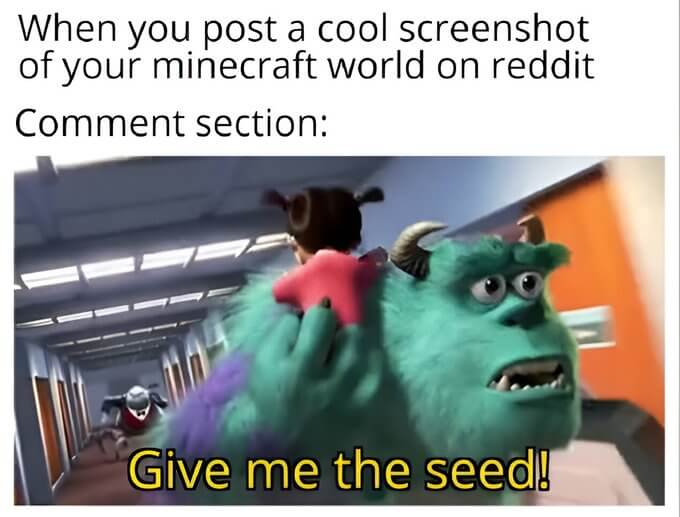 When you post a cool screenshot
of your minecraft world on reddit
Comment section:
Give me the seed!